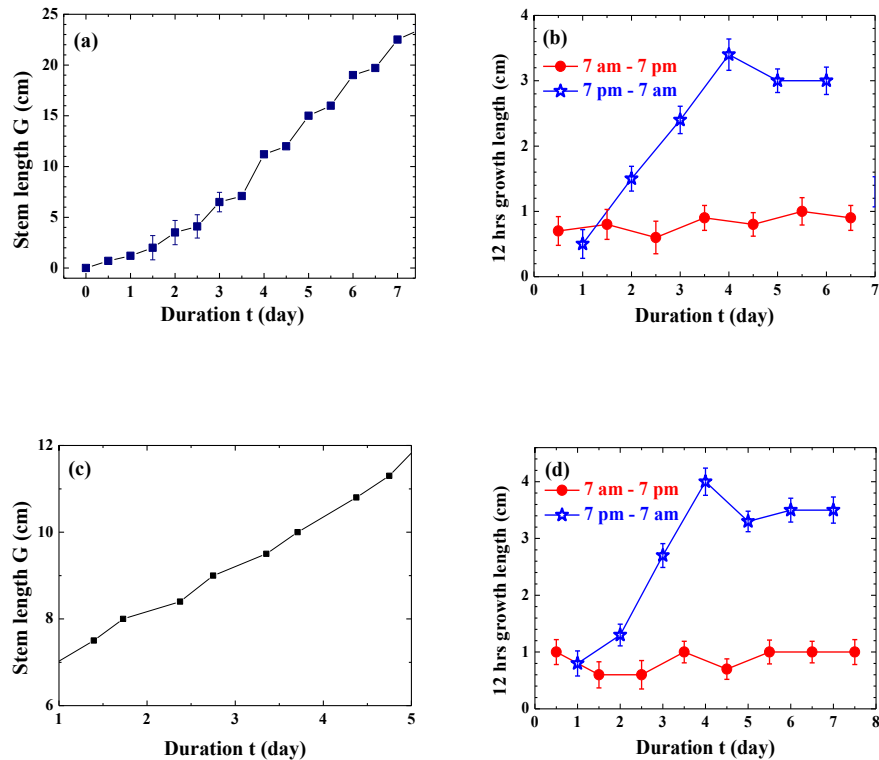 (a)
Stem length G (cm)
25
20
15
10
5
0
0 1 2 3 4 5 6 7
Duration t (day)
(b)
7 am - 7 pm
7 pm - 7 am
12 hrs growth length (cm)
4
3
2
1
0
0 1 2 3 4 5 6 7
Duration t (day)
(c)
Stem length G (cm)
12
10
8
6
1 2 3 4 5
Duration t (day)
(d)
7 am - 7 pm
7 pm - 7 am
12 hrs growth length (cm)
4
3
2
1
0
0 1 2 3 4 5 6 7 8
Duration t (day)